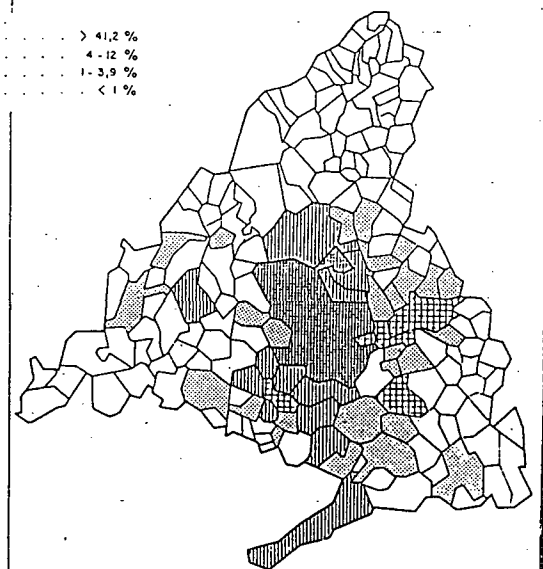 . . . . . > 41,2 %
. . . . . 4-12 %
. . . . . 1-3,9 %
. . . . . < 1 %